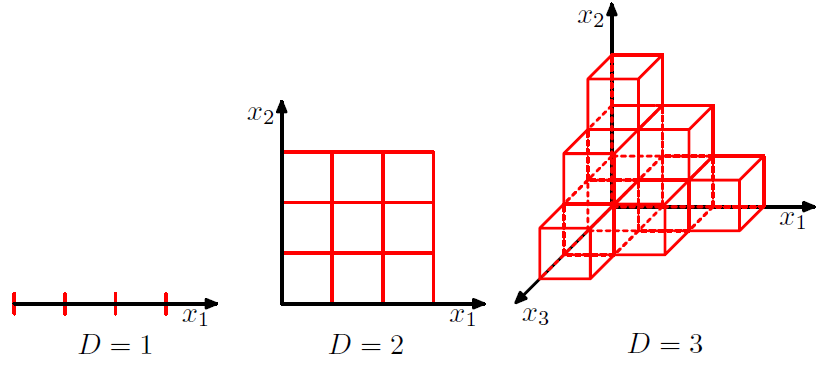 x₁
D = 1
x₂
x₁
D = 2
x₂
x₁
x₃
D = 3